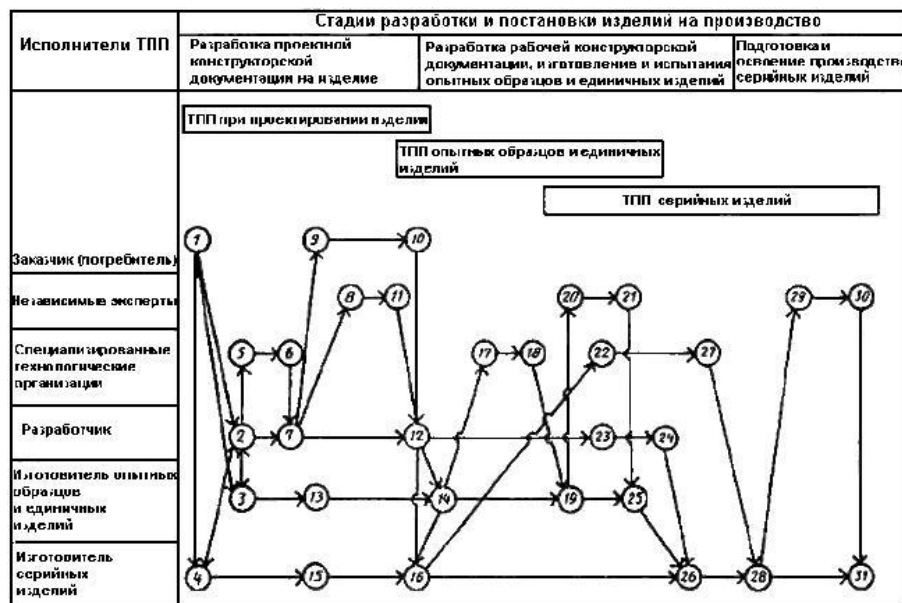 Исполнители ТПП
Стадии разработки и постановки изделий на производство
Разработка проектной
конструкторской
документации на изделие
Разработка рабочей конструкторской
документации, изготовление и испытания
опытных образцов и единичных изделий
Подготовка и
освоение производства
серийных изделий
ТПП при проектировании изделия
ТПП опытных образцов и единичных
изделий
ТПП серийных изделий
Заказчик (потребитель)
1
9
10
Независимые эксперты
8
11
20
21
29
30
Специализированные
технологические
организации
5
6
17
18
22
27
Разработчик
2
7
12
23
24
Изготовитель опытных
образцов
и единичных
изделий
3
13
14
19
25
Изготовитель
серийных
изделий
4
15
16
26
28
31